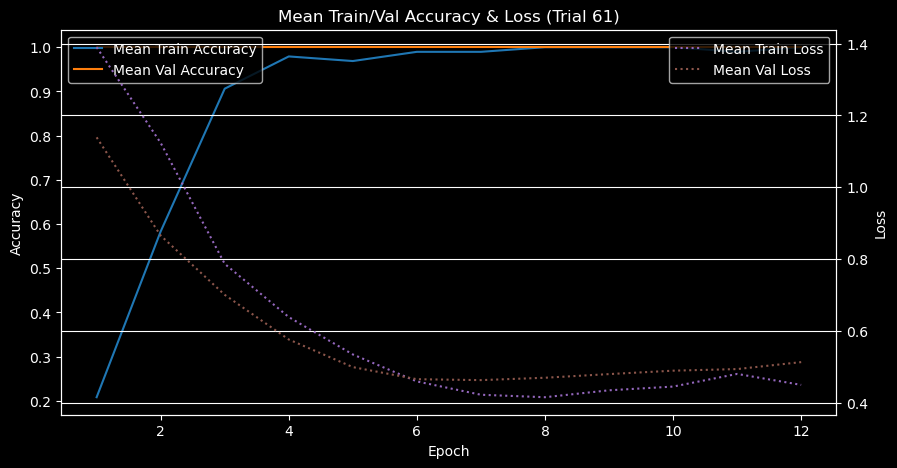 Mean Train/Val Accuracy & Loss (Trial 61)
Mean Train Accuracy
Mean Val Accuracy
Mean Train Loss
Mean Val Loss
Accuracy
1.0
0.9
0.8
0.7
0.6
0.5
0.4
0.3
0.2
1.4
1.2
1.0
0.8
0.6
0.4
Loss
2 4 6 8 10 12
Epoch